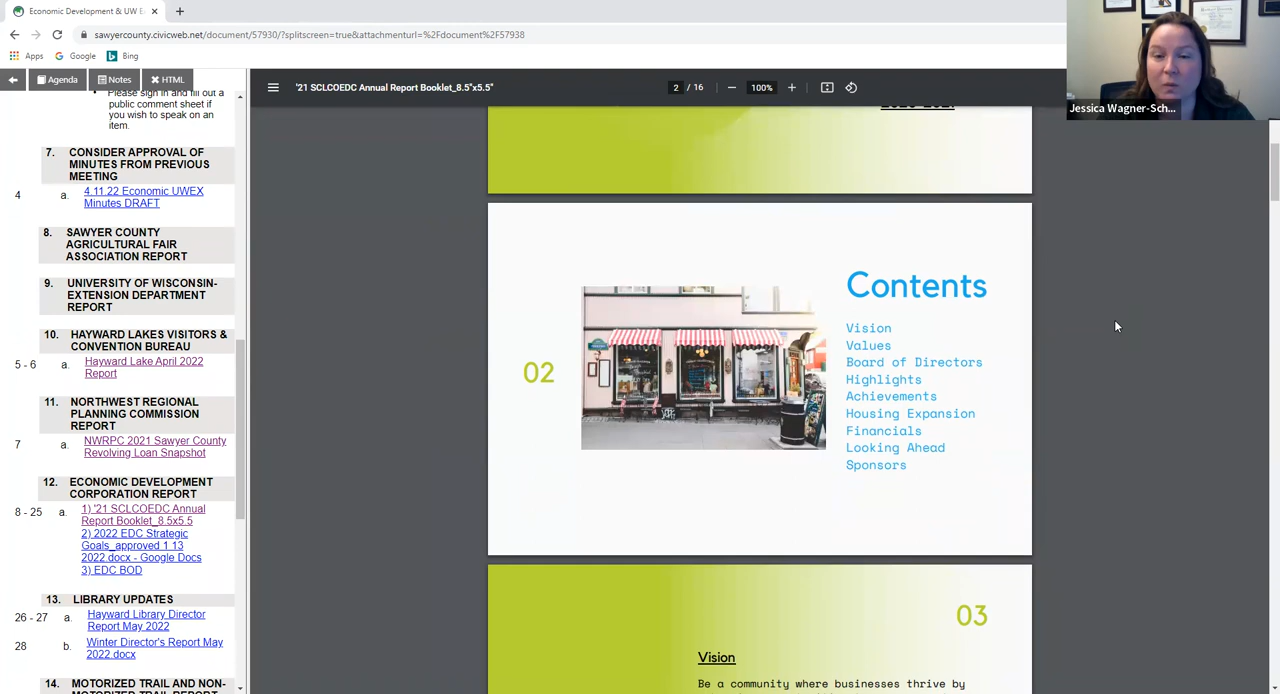 Economic Development & UW E
sawyercounty.civicweb.net/document/57930/?splitscreen=true&attachmenturl=%2Fdocument%2F57938
Apps
Google
Bing
Agenda
Notes
HTML
'21 SCLCOEDC Annual Report Booklet_8.5"x5.5"
2 / 16
100%
Jessica Wagner-Sch...
Please sign in and fill out a
public comment sheet if
you wish to speak on an
item.
7. CONSIDER APPROVAL OF
MINUTES FROM PREVIOUS
MEETING
4 a. 4.11.22 Economic UWEX
Minutes DRAFT
8. SAWYER COUNTY
AGRICULTURAL FAIR
ASSOCIATION REPORT
9. UNIVERSITY OF WISCONSIN-
EXTENSION DEPARTMENT
REPORT
10. HAYWARD LAKES VISITORS &
CONVENTION BUREAU
5 - 6 a. Hayward Lake April 2022
Report
11. NORTHWEST REGIONAL
PLANNING COMMISSION
REPORT
7 a. NWRPC 2021 Sawyer County
Revolving Loan Snapshot
12. ECONOMIC DEVELOPMENT
CORPORATION REPORT
8 - 25 a. 1) '21 SCLCOEDC Annual
Report Booklet_8.5x5.5
2) 2022 EDC Strategic
Goals_approved 1 13
2022.docx - Google Docs
3) EDC BOD
13. LIBRARY UPDATES
26 - 27 a. Hayward Library Director
Report May 2022
28 b. Winter Director's Report May
2022.docx
14. MOTORIZED TRAIL AND NON-
MOTORIZED TRAIL REPORT
02
Contents
Vision
Values
Board of Directors
Highlights
Achievements
Housing Expansion
Financials
Looking Ahead
Sponsors
03
Vision
Be a community where businesses thrive by